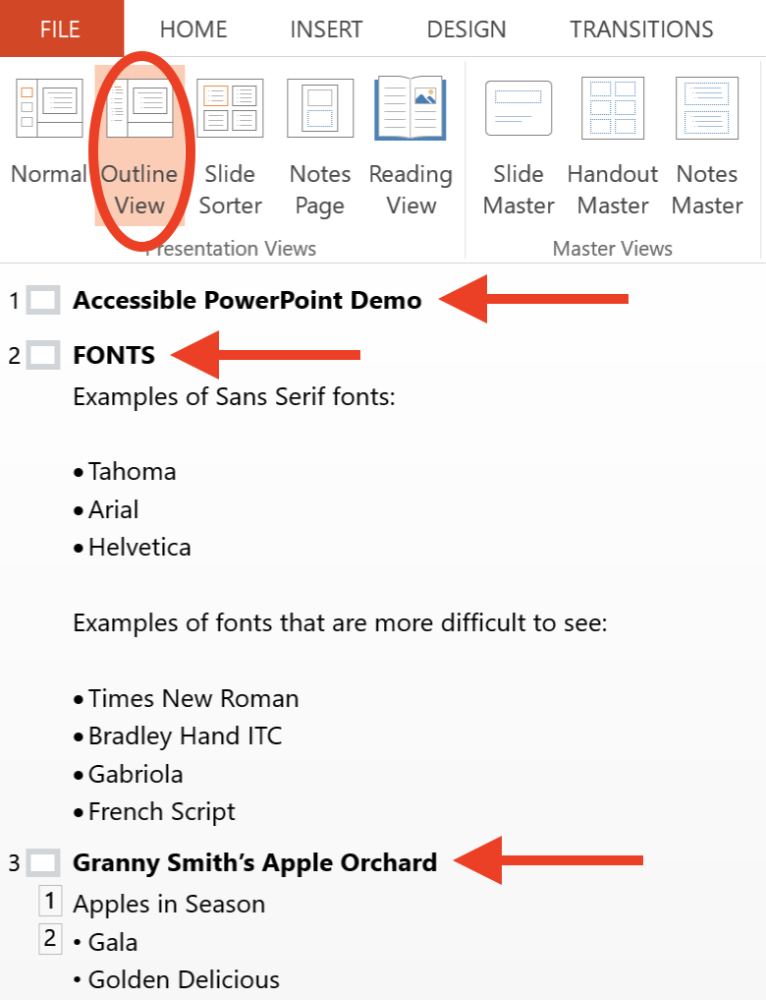 FILE HOME INSERT DESIGN TRANSITIONS
Normal Outline View Slide Sorter Notes Page Reading View Slide Master Handout Master Notes Master
Presentation Views Master Views
1 Accessible PowerPoint Demo
2 FONTS
Examples of Sans Serif fonts:
• Tahoma
• Arial
• Helvetica
Examples of fonts that are more difficult to see:
• Times New Roman
• Bradley Hand ITC
• Gabriola
• French Script
3 Granny Smith’s Apple Orchard
1 Apples in Season
2 • Gala
• Golden Delicious